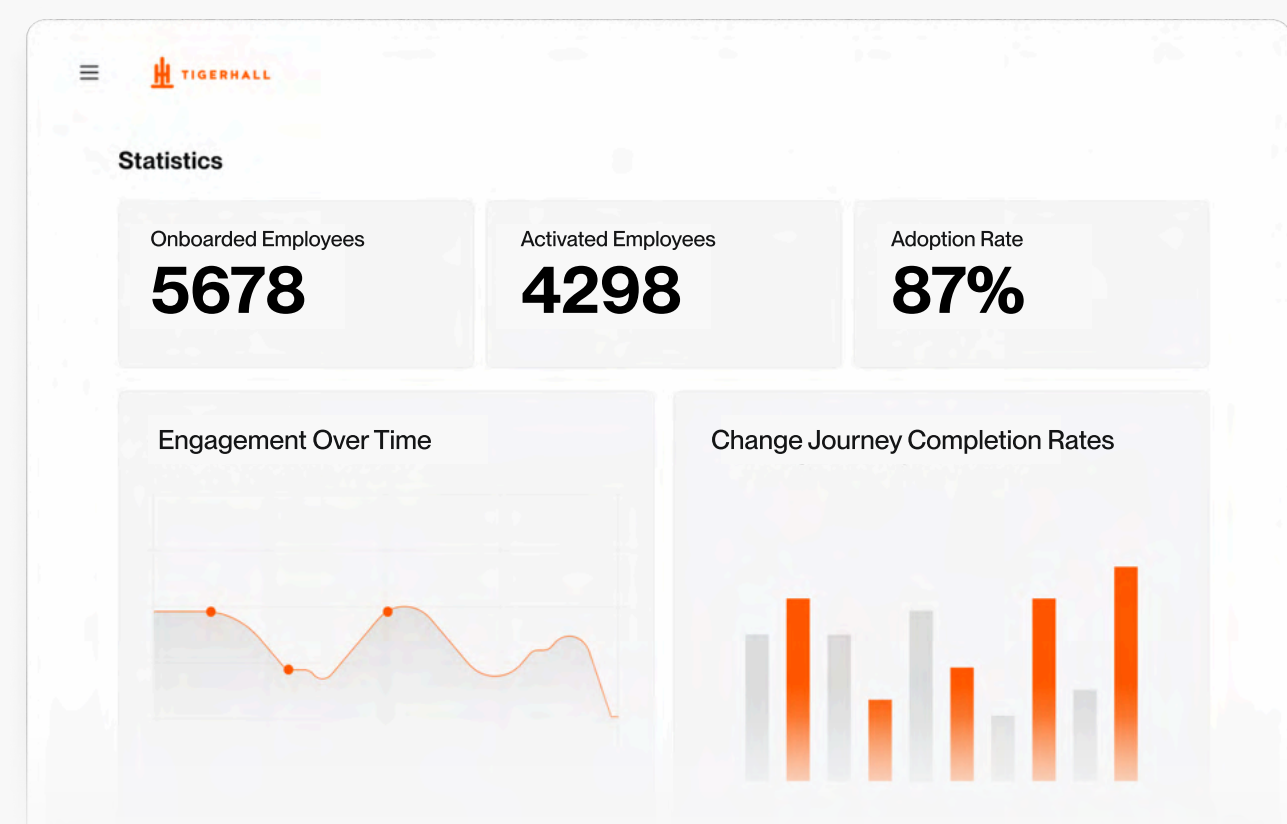 TIGERHALL
Statistics
Onboarded Employees
5678
Activated Employees
4298
Adoption Rate
87%
Engagement Over Time
Change Journey Completion Rates